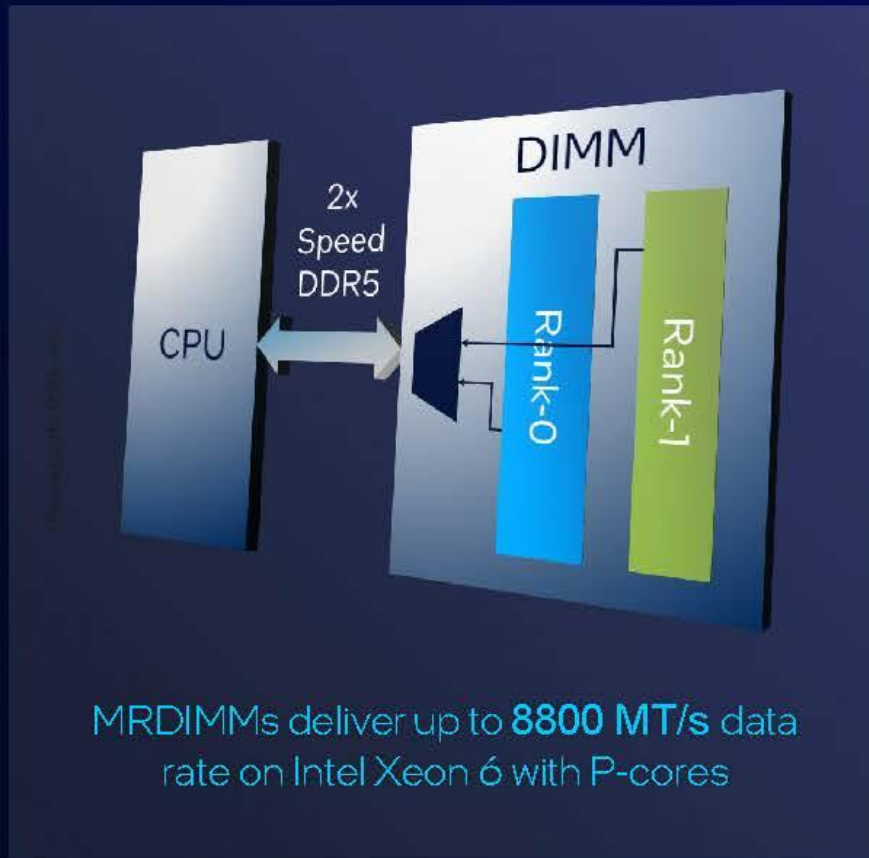 DIMM
2x
Speed
DDR5
CPU
Rank-0
Rank-1
MRDIMMs deliver up to 8800 MT/s data
rate on Intel Xeon 6 with P-cores